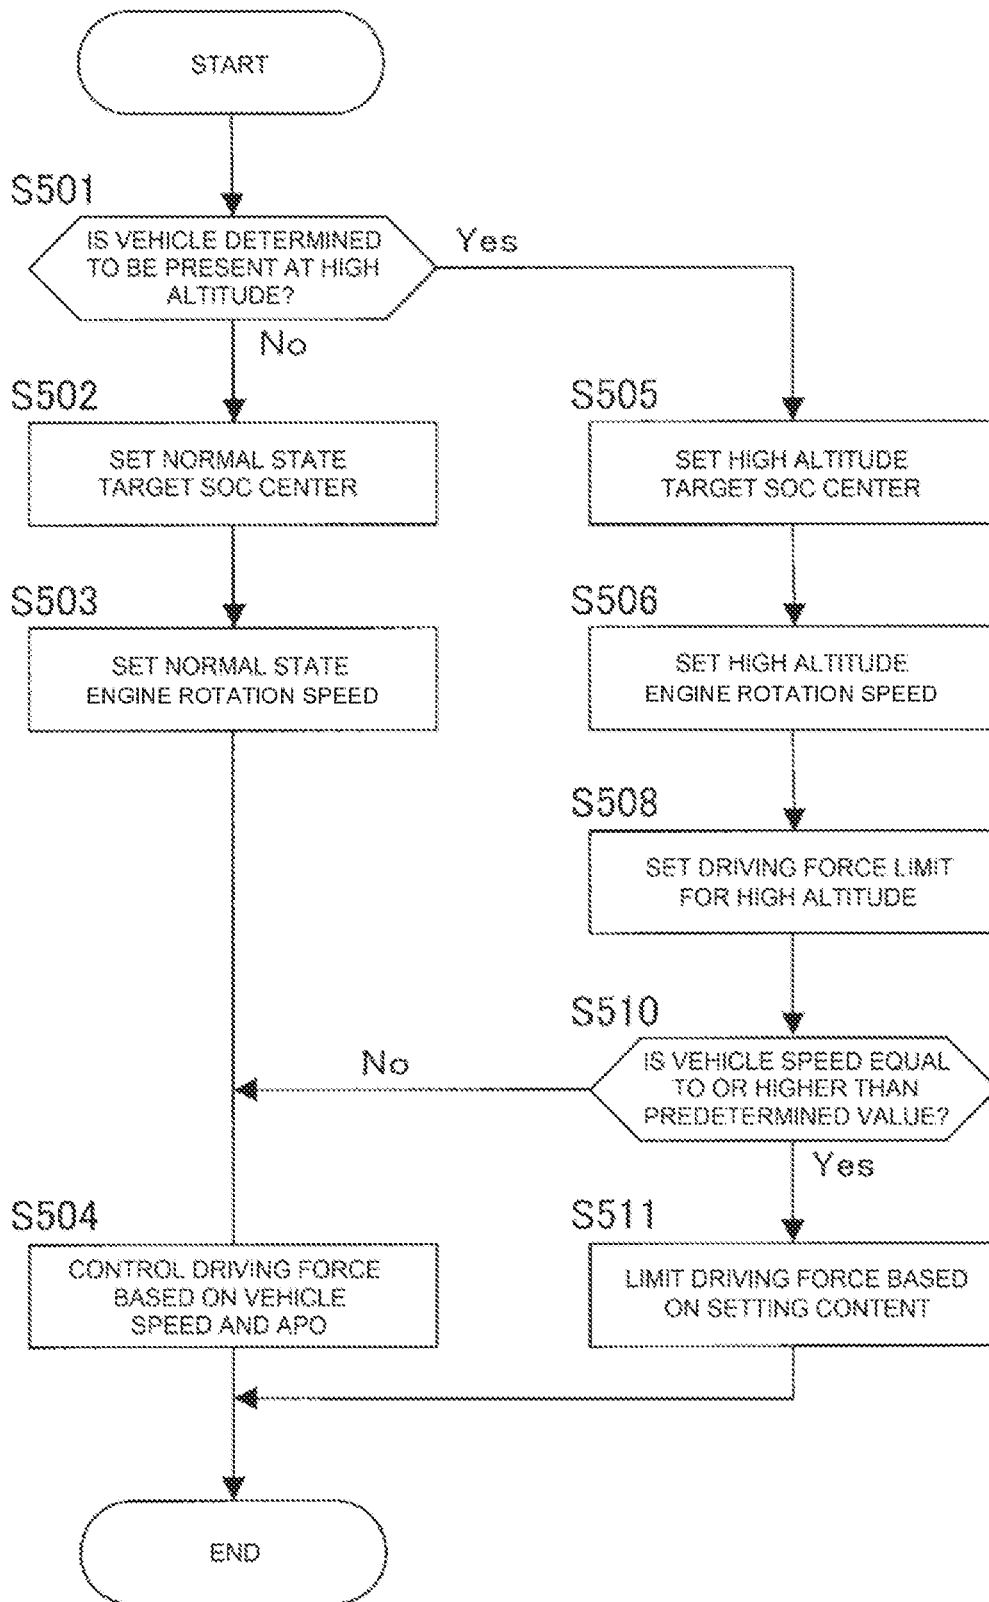 START
S501
IS VEHICLE DETERMINED
TO BE PRESENT AT HIGH
ALTITUDE?
Yes
No
S502
SET NORMAL STATE
TARGET SOC CENTER
S505
SET HIGH ALTITUDE
TARGET SOC CENTER
S503
SET NORMAL STATE
ENGINE ROTATION SPEED
S506
SET HIGH ALTITUDE
ENGINE ROTATION SPEED
S508
SET DRIVING FORCE LIMIT
FOR HIGH ALTITUDE
S510
IS VEHICLE SPEED EQUAL
TO OR HIGHER THAN
PREDETERMINED VALUE?
No
Yes
S504
CONTROL DRIVING FORCE
BASED ON VEHICLE
SPEED AND APO
S511
LIMIT DRIVING FORCE BASED
ON SETTING CONTENT
END